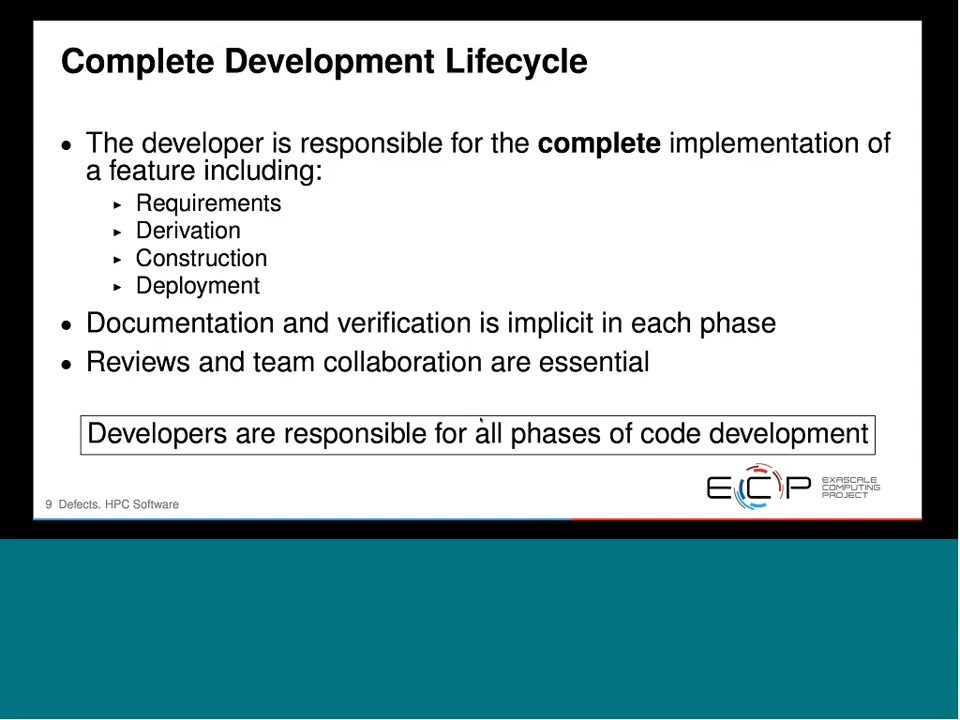 Complete Development Lifecycle
• The developer is responsible for the complete implementation of
a feature including:
▸ Requirements
▸ Derivation
▸ Construction
▸ Deployment
• Documentation and verification is implicit in each phase
• Reviews and team collaboration are essential
Developers are responsible for all phases of code development
ECP
EXASCALE
COMPUTING
PROJECT
9 Defects. HPC Software